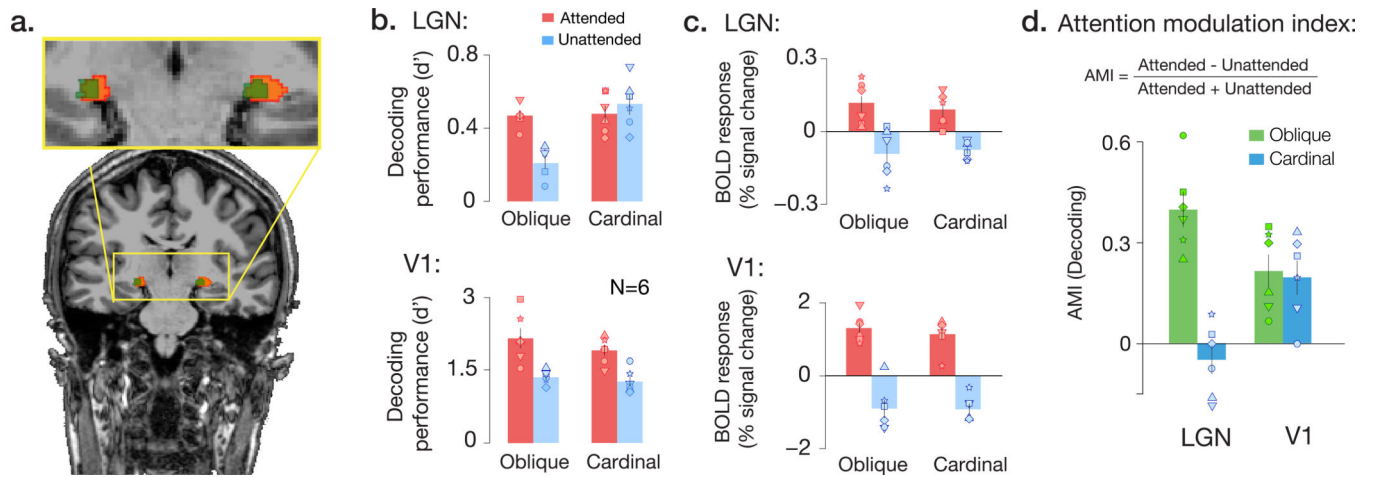 a.
b. LGN:
Attended
Unattended
Decoding
performance (d')
0.8
0.4
0
Oblique Cardinal
V1:
N=6
Decoding
performance (d')
3
1.5
0
Oblique Cardinal
c. LGN:
BOLD response
(% signal change)
0.3
0
−0.3
Oblique Cardinal
V1:
BOLD response
(% signal change)
2
0
−2
Oblique Cardinal
d. Attention modulation index:
AMI = Attended - Unattended
Attended + Unattended
Oblique
Cardinal
AMI (Decoding)
0.6
0.3
0
LGN V1